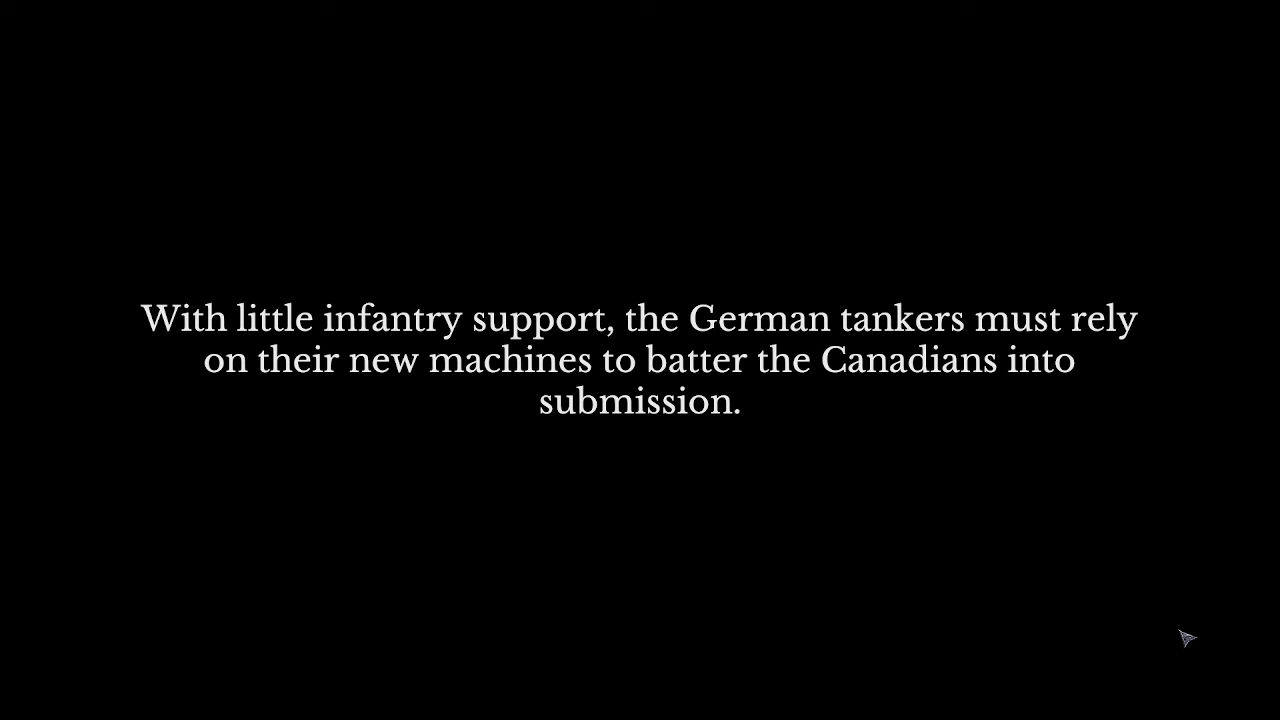 With little infantry support, the German tankers must rely
on their new machines to batter the Canadians into
submission.